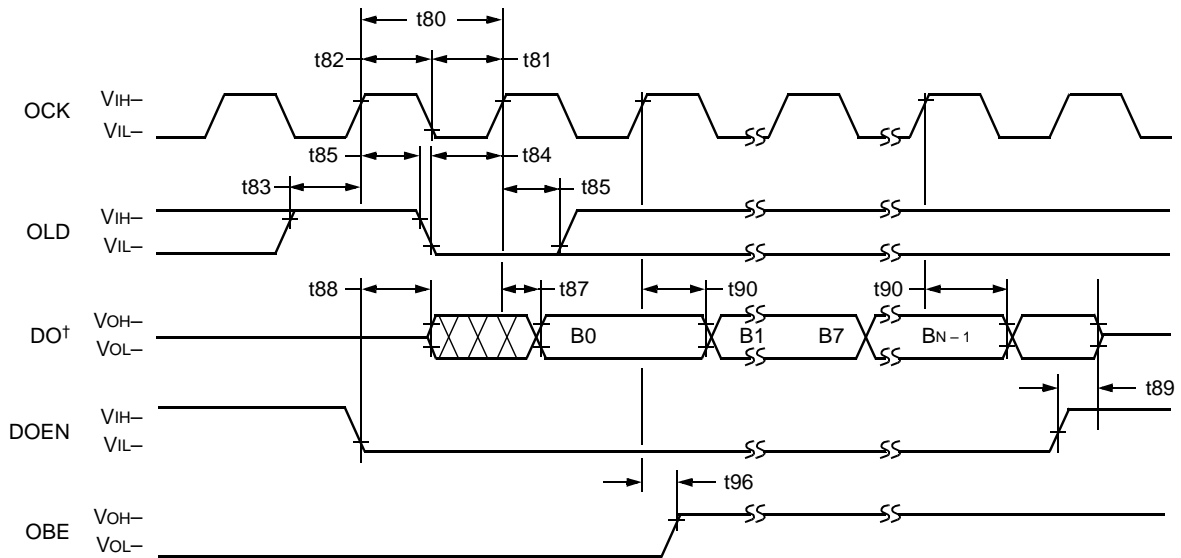 t80
t82
t81
OCK
VIH–
VIL–
t85
t84
t83
t85
OLD
VIH–
VIL–
t88
t87
t90
t90
DO†
VOH–
VOL–
B0
B1
B7
BN – 1
t89
DOEN
VIH–
VIL–
t96
OBE
VOH–
VOL–